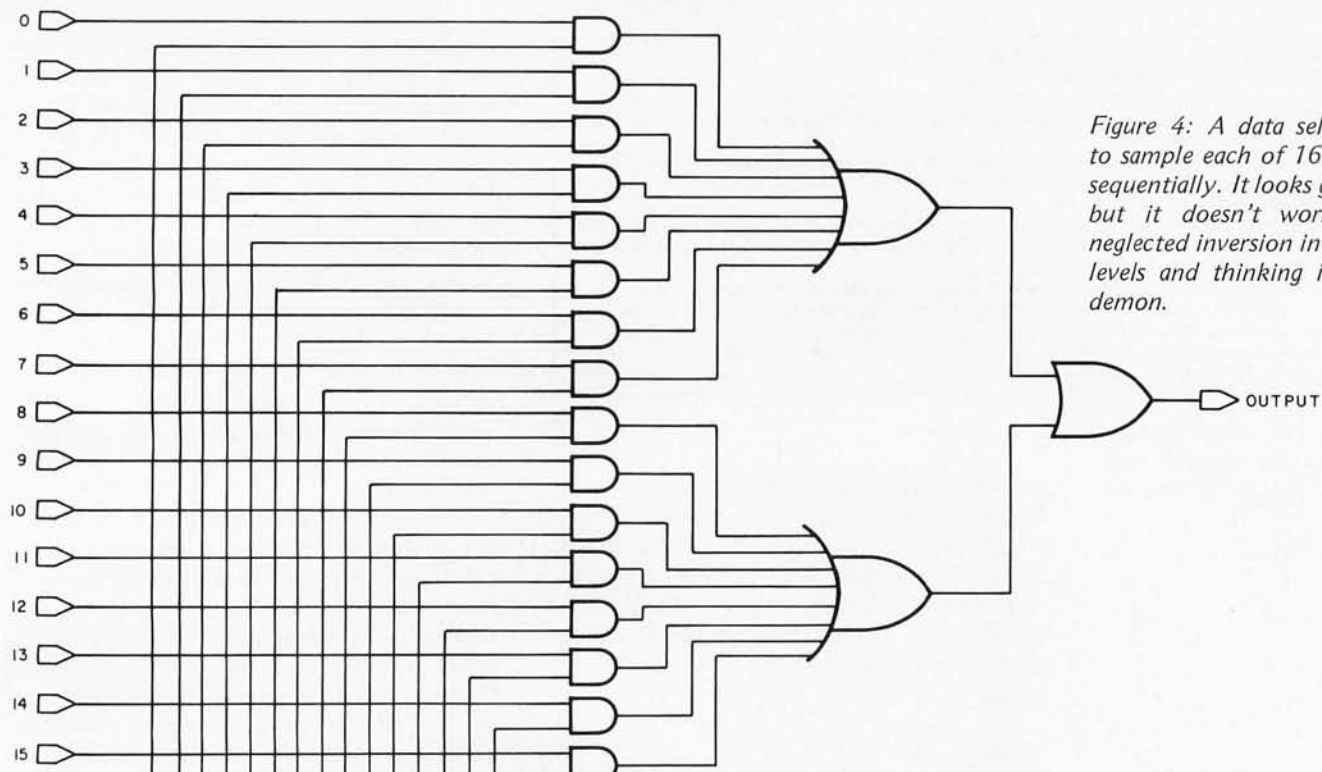 0
1
2
3
4
5
6
7
8
9
10
11
12
13
14
15
OUTPUT
Figure 4: A data
to sample each of 16
sequentially. It looks
but it doesn't
neglected inversion in
levels and thinking
demon.